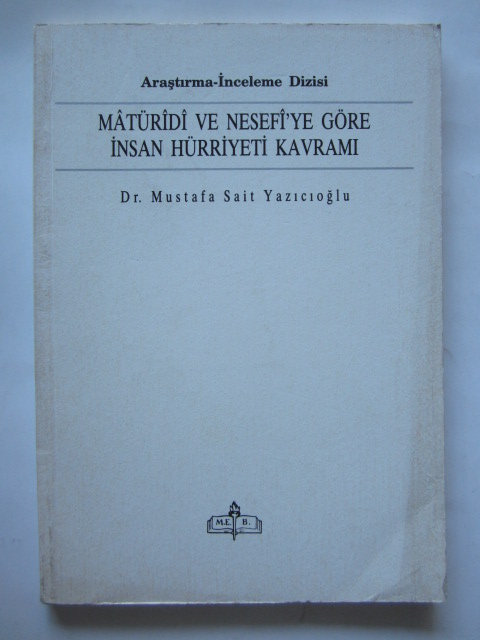 Araştırma-İnceleme Dizisi
MÂTÜRÎDÎ VE NESEFÎ'YE GÖRE
İNSAN HÜRRİYETİ KAVRAMI
Dr. Mustafa Sait Yazıcıoğlu
M.E. B.